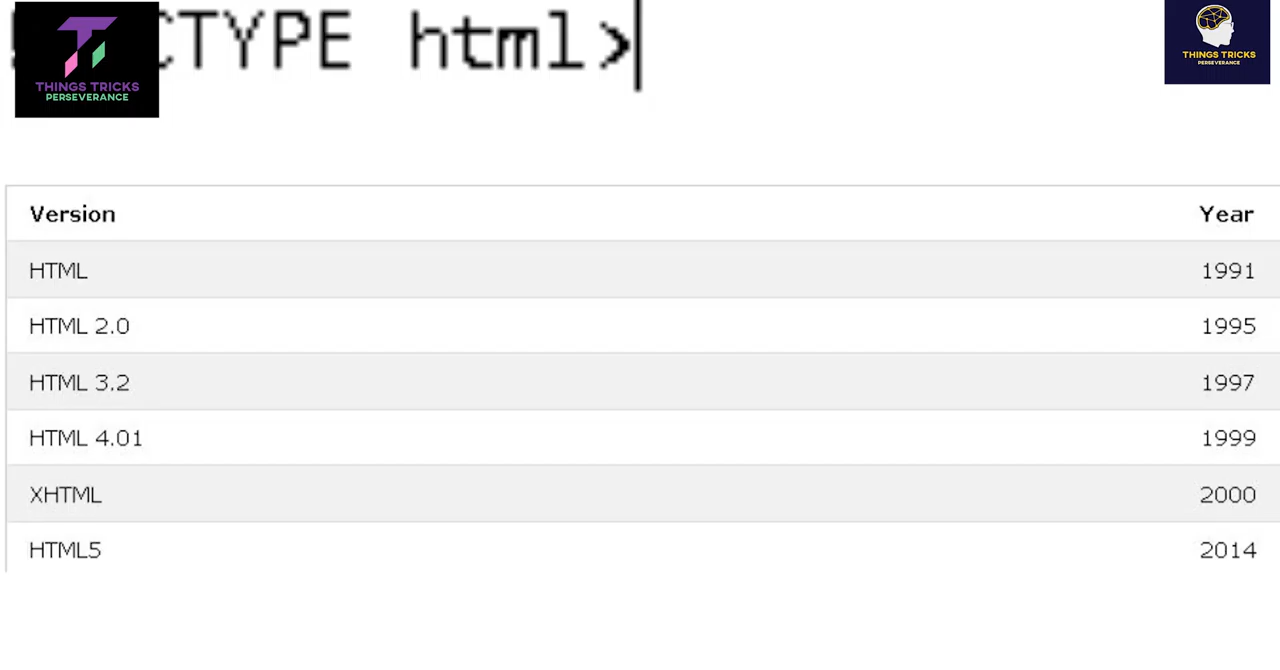 CTYPE html>
THINGS TRICKS
PERSEVERANCE
THINGS TRICKS
PERSEVERANCE
Version Year
HTML 1991
HTML 2.0 1995
HTML 3.2 1997
HTML 4.01 1999
XHTML 2000
HTML5 2014